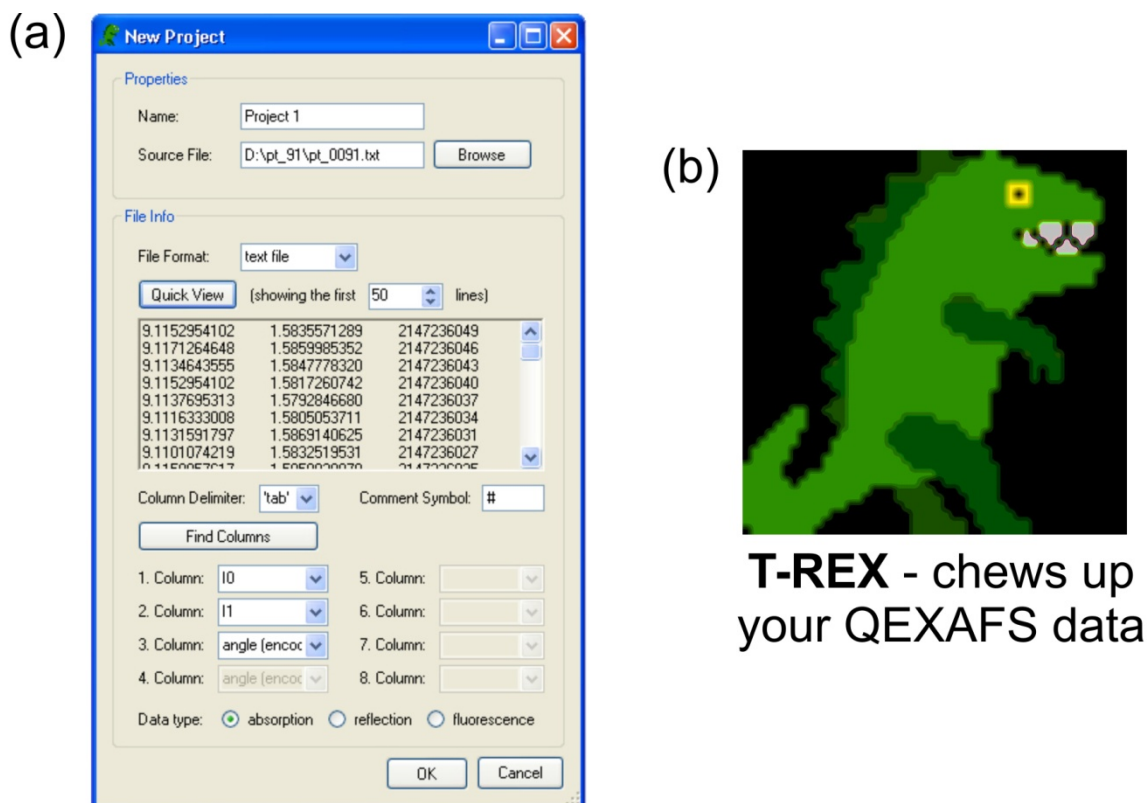 (a)
New Project
Properties
Name: Project 1
Source File: D:\pt_91\pt_0091.txt Browse
File Info
File Format: text file
Quick View (showing the first 50 lines)
9.1152954102 1.5835571289 2147236049
9.1171264648 1.5859985352 2147236046
9.1134643555 1.5847778320 2147236043
9.1152954102 1.5817260742 2147236040
9.1137695313 1.5792846680 2147236037
9.1116333008 1.5805053711 2147236034
9.1131591797 1.5869140625 2147236031
9.1101074219 1.5832519531 2147236027
Column Delimiter: 'tab' Comment Symbol: #
Find Columns
1. Column: I0 5. Column:
2. Column: I1 6. Column:
3. Column: angle (encoc 7. Column:
4. Column: angle (encoc 8. Column:
Data type: absorption reflection fluorescence
OK Cancel
(b)
T-REX - chews up
your QEXAFS data